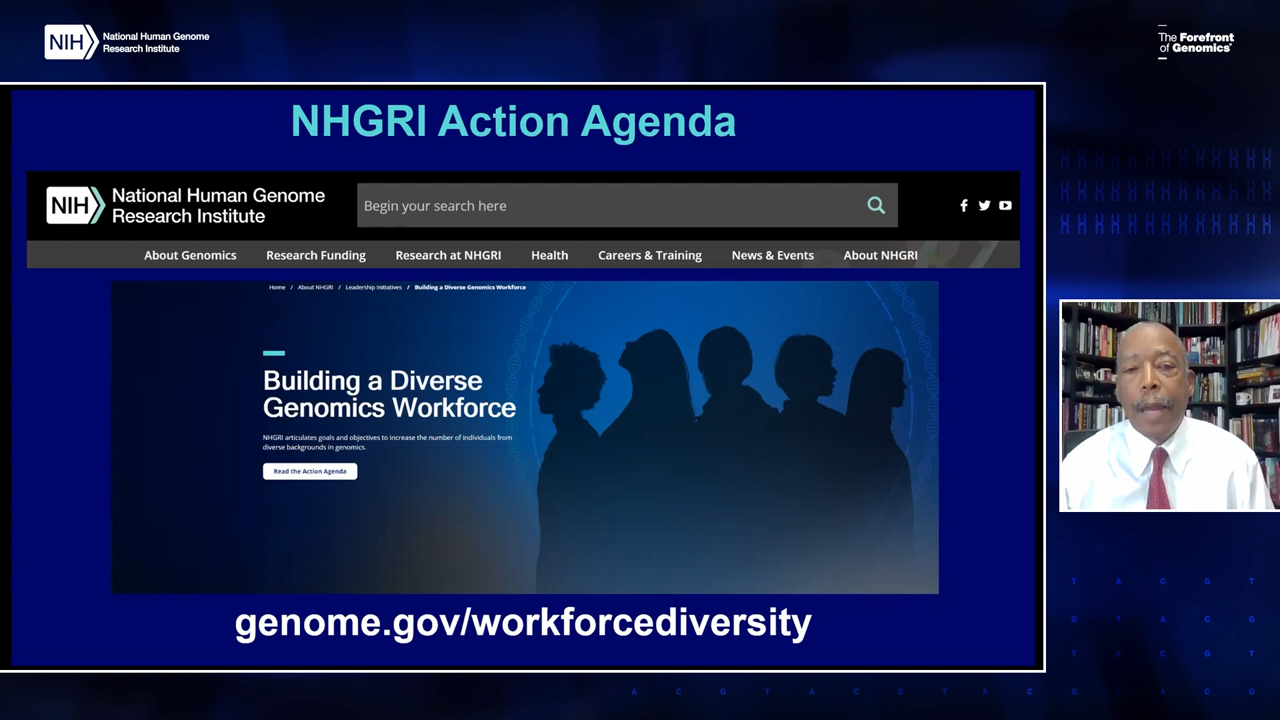 NIH
National Human Genome
Research Institute
The Forefront
of Genomics®
NHGRI Action Agenda
NIH
National Human Genome
Research Institute
Begin your search here
About Genomics
Research Funding
Research at NHGRI
Health
Careers & Training
News & Events
About NHGRI
Home / About NHGRI / Leadership Initiatives / Building a Diverse Genomics Workforce
Building a Diverse
Genomics Workforce
NHGRI articulates goals and objectives to increase the number of individuals from
diverse backgrounds in genomics.
Read the Action Agenda
genome.gov/workforcediversity
T A C G T
G T A C G
T A C G T
A C G T A C G T A C G T A C G